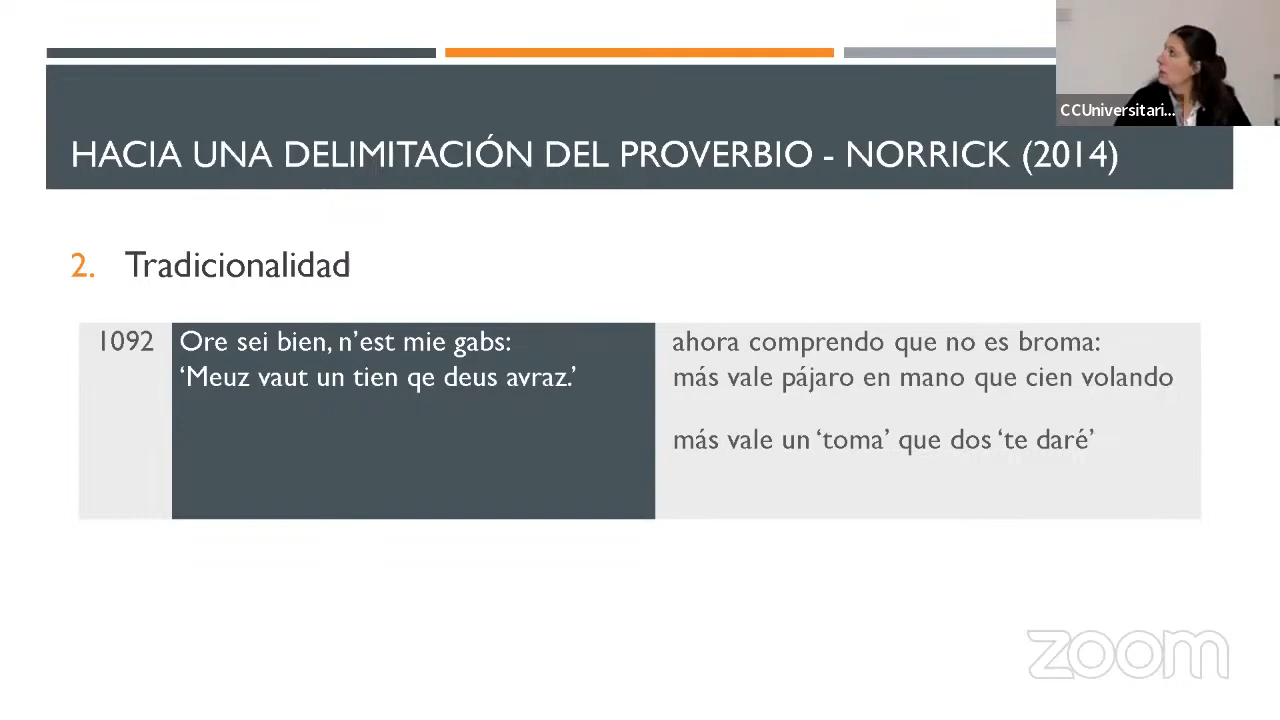 CCUniversitari...
HACIA UNA DELIMITACIÓN DEL PROVERBIO - NORRICK (2014)
2. Tradicionalidad
1092
Ore sei bien, n'est mie gabs:
'Meuz vaut un tien qe deus avraz.'
ahora comprendo que no es broma:
más vale pájaro en mano que cien volando
más vale un 'toma' que dos 'te daré'
zoom